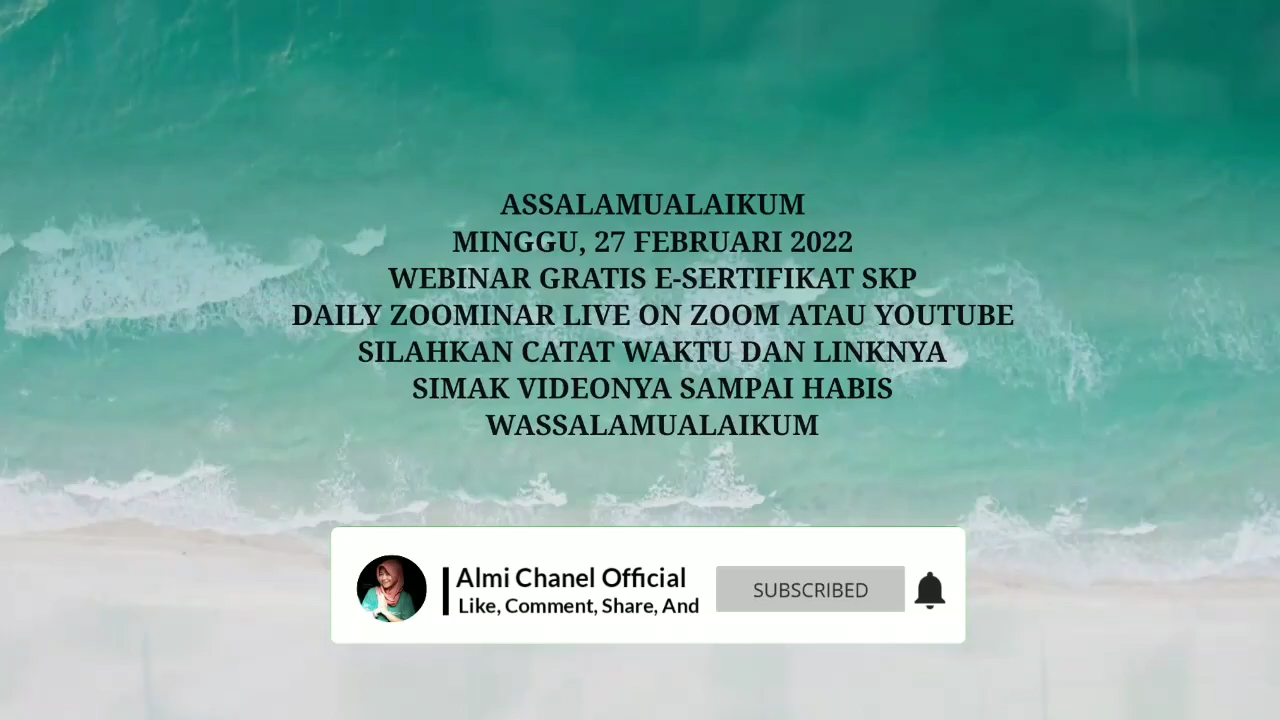 ASSALAMUALAIKUM
MINGGU, 27 FEBRUARI 2022
WEBINAR GRATIS E-SERTIFIKAT SKP
DAILY ZOOMINAR LIVE ON ZOOM ATAU YOUTUBE
SILAHKAN CATAT WAKTU DAN LINKNYA
SIMAK VIDEONYA SAMPAI HABIS
WASSALAMUALAIKUM
Almi Chanel Official
Like, Comment, Share, And
SUBSCRIBED